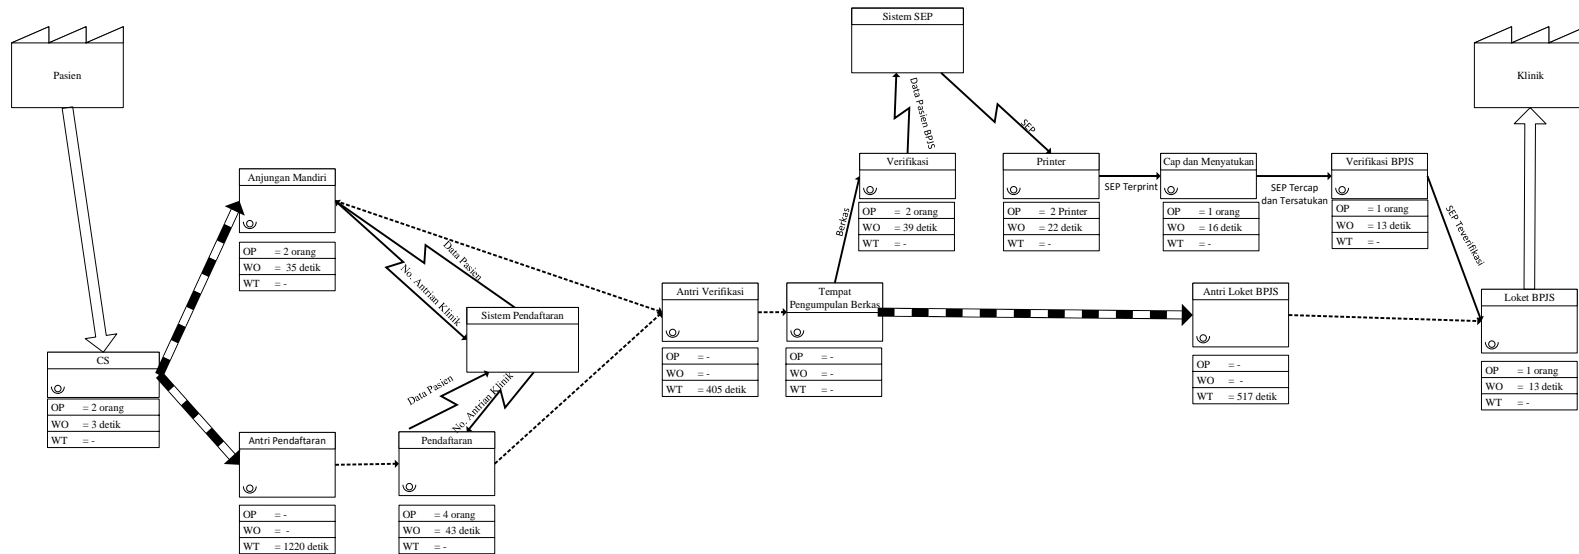 Sistem SEP
Pasien
Klinik
Data Pasien BPJS
SEP
Verifikasi
OP = 2 orang
WO = 39 detik
WT = -
Printer
OP = 2 Printer
WO = 22 detik
WT = -
SEP Terprint
Cap dan Menyatukan
OP = 1 orang
WO = 16 detik
WT = -
SEP Tercap
dan Tersatukan
Verifikasi BPJS
OP = 1 orang
WO = 13 detik
WT = -
SEP Teverifikasi
Anjungan Mandiri
OP = 2 orang
WO = 35 detik
WT = -
Data Pasien
No. Antrian Klinik
Sistem Pendaftaran
Data Pasien
No. Antrian Klinik
Berkas
Antri Verifikasi
OP = -
WO = -
WT = 405 detik
Tempat
Pengumpulan Berkas
OP = -
WO = -
WT = -
Antri Loket BPJS
OP = -
WO = -
WT = 517 detik
Loket BPJS
OP = 1 orang
WO = 13 detik
WT = -
CS
OP = 2 orang
WO = 3 detik
WT = -
Antri Pendaftaran
OP = -
WO = -
WT = 1220 detik
Pendaftaran
OP = 4 orang
WO = 43 detik
WT = -